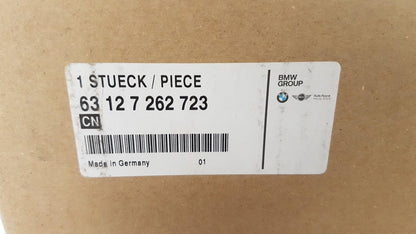 1 STUECK / PIECE
63 12 7 262 723
CN
Made in Germany 01
BMW
GROUP